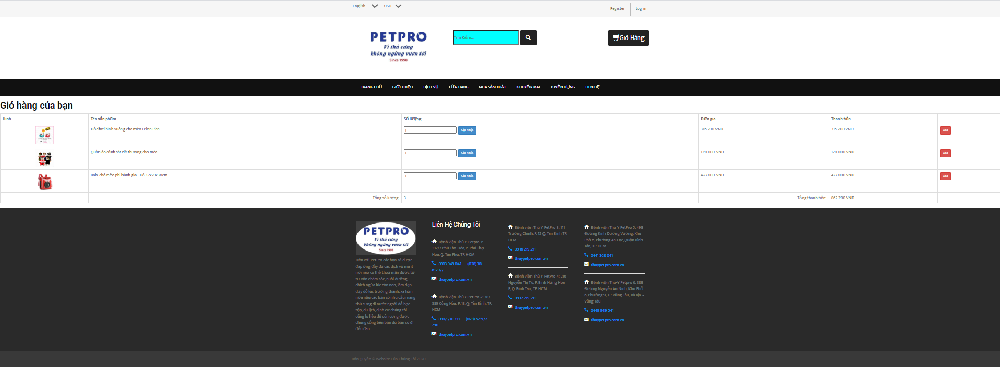 English USD Register Log in
PETPRO
Vì thú cưng
không ngừng vươn tới
Since 1998
Tìm Kiếm...
Giỏ Hàng
TRANG CHỦ GIỚI THIỆU DỊCH VỤ CỬA HÀNG NHÀ SẢN XUẤT KHUYẾN MÃI TUYỂN DỤNG LIÊN HỆ
Giỏ hàng của bạn
Hình Tên sản phẩm Số lượng Đơn giá Thành tiền
Đồ chơi hình vuông cho mèo I Pian Pian 1 Cập nhật 315.200 VNĐ 315.200 VNĐ Xóa
Quần áo cảnh sát dễ thương cho mèo 1 Cập nhật 120.000 VNĐ 120.000 VNĐ Xóa
Balo chó mèo phi hành gia - Đỏ 32x20x38cm 1 Cập nhật 427.000 VNĐ 427.000 VNĐ Xóa
Tổng số lượng: 3 Tổng thành tiền: 862.200 VNĐ
PETPRO
Vì thú cưng
không ngừng vươn tới
Since 1998
Đến với PetPro các bạn sẽ được
đáp ứng đầy đủ các dịch vụ mà ít
nơi nào có thể thoả mãn được từ
tư vấn chăm sóc, nuôi dưỡng,
chích ngừa lúc còn non, làm đẹp
dạy dỗ lúc trưởng thành. xa hơn
nữa nếu các bạn có nhu cầu mang
thú cưng đi nước ngoài để học
tập, du lịch, định cư chúng tôi
cũng lo liệu để cún cưng được
chung sống bên bạn dù bạn có đi
đến đâu.
Liên Hệ Chúng Tôi
Bệnh viện Thú-Y Petpro 1:
192/7 Phú Thọ Hòa, P. Phú Thọ
Hòa, Q. Tân Phú, TP. HCM
0913 949 041 - (028) 38
612977
thuypetpro.com.vn
Bệnh viện Thú Y PetPro 2: 387-
389 Cộng Hòa, P. 13, Q. Tân Bình, TP.
HCM
0917 710 311 - (028) 62 972
290
thuypetpro.com.vn
Bệnh viện Thú Y PetPro 3: 111
Trường Chinh, P. 12 Q. Tân Bình TP.
HCM
0916 219 211
thuypetpro.com.vn
Bệnh viện Thú Y PetPro 4: 216
Nguyễn Thị Tú, P. Bình Hưng Hòa
B, Q. Bình Tân, TP. HCM
0912 219 211
thuypetpro.com.vn
Bệnh viện Thú Y PetPro 5: 493
Đường Kinh Dương Vương, Khu
Phố 6, Phường An Lạc, Quận Bình
Tân, TP. HCM
0911 368 041
thuypetpro.com.vn
Bệnh viện Thú-Y Petpro 6: 383
Đường Nguyễn An Ninh, Khu Phố
6, Phường 9, TP. Vũng Tàu, Bà Rịa –
Vũng Tàu
0919 949 041
thuypetpro.com.vn
Bản Quyền © Website Của Chúng Tôi 2020